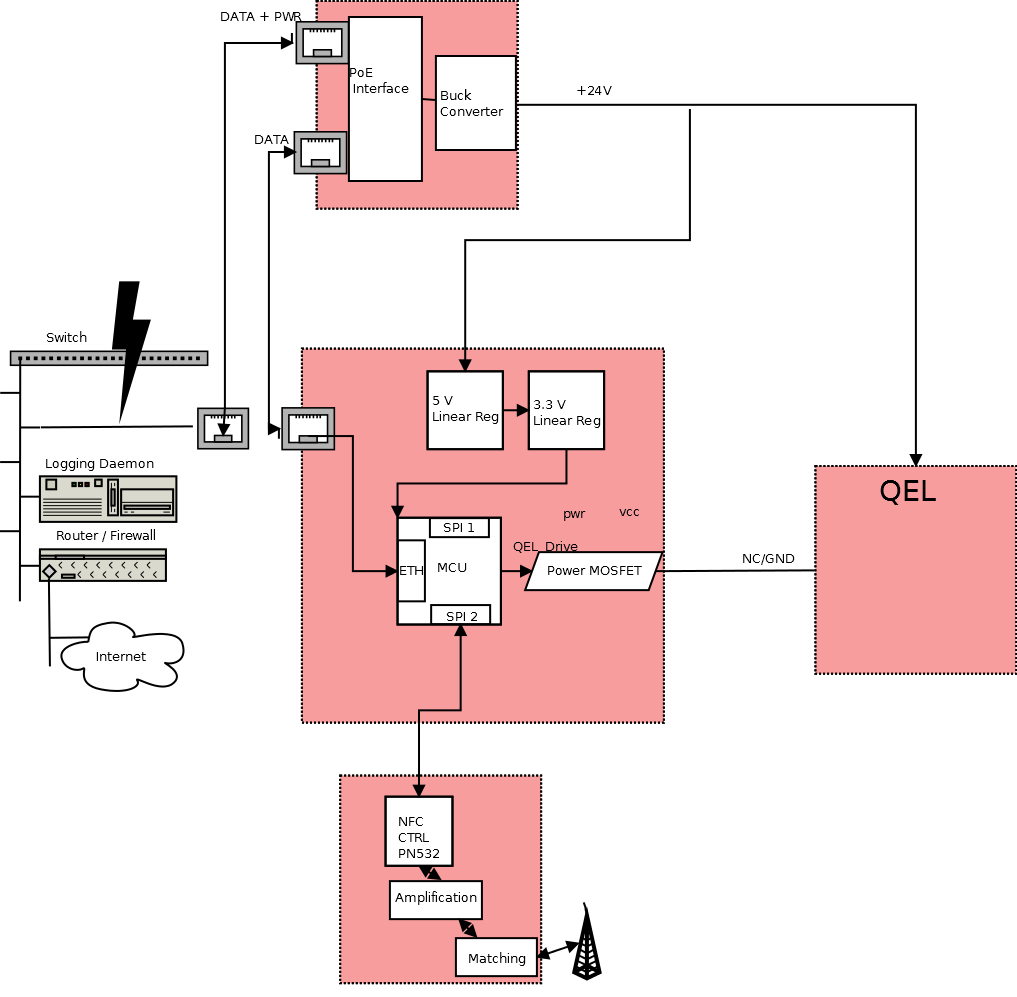 DATA + PWR
PoE
Interface
Buck
Converter
+24V
DATA
Switch
5 V
Linear Reg
3.3 V
Linear Reg
Logging Daemon
QEL
pwr
vcc
SPI 1
QEL_Drive
Router / Firewall
ETH
MCU
Power MOSFET
NC/GND
SPI 2
Internet
NFC
CTRL
PN532
Amplification
Matching